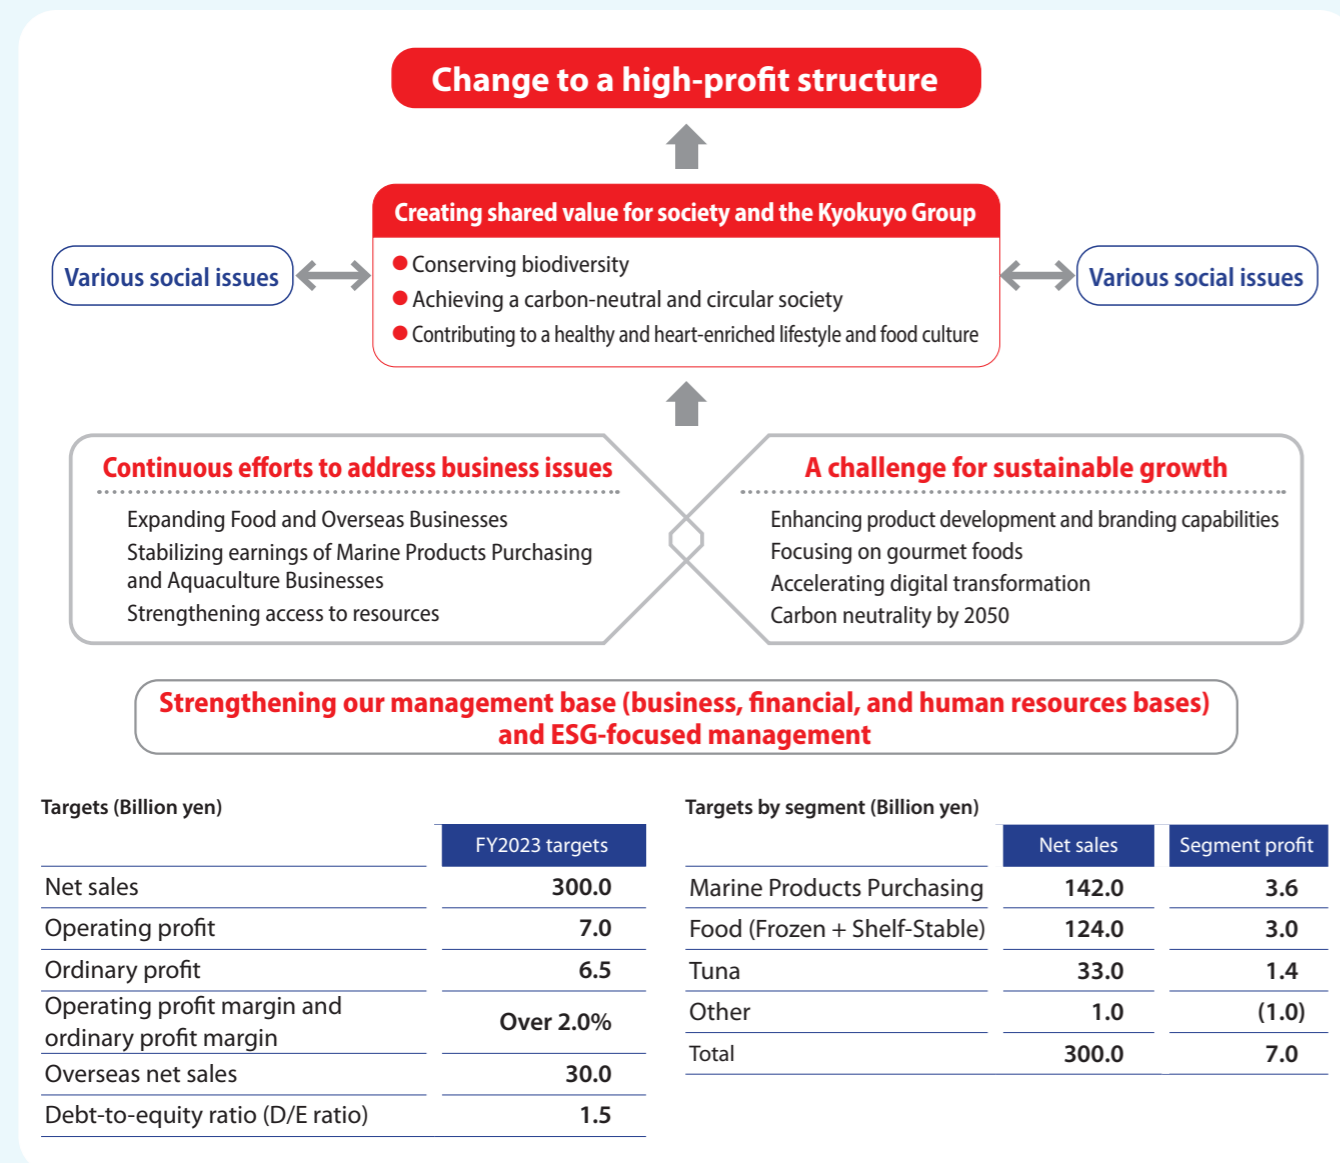 Change to a high-profit structure
Creating shared value for society and the Kyokuyo Group
Various social issues
● Conserving biodiversity
● Achieving a carbon-neutral and circular society
● Contributing to a healthy and heart-enriched lifestyle and food culture
Various social issues
Continuous efforts to address business issues
Expanding Food and Overseas Businesses
Stabilizing earnings of Marine Products Purchasing
and Aquaculture Businesses
Strengthening access to resources
A challenge for sustainable growth
Enhancing product development and branding capabilities
Focusing on gourmet foods
Accelerating digital transformation
Carbon neutrality by 2050
Strengthening our management base (business, financial, and human resources bases)
and ESG-focused management
Targets (Billion yen)
FY2023 targets
Net sales 300.0
Operating profit 7.0
Ordinary profit 6.5
Operating profit margin and
ordinary profit margin Over 2.0%
Overseas net sales 30.0
Debt-to-equity ratio (D/E ratio) 1.5
Targets by segment (Billion yen)
Net sales Segment profit
Marine Products Purchasing 142.0 3.6
Food (Frozen + Shelf-Stable) 124.0 3.0
Tuna 33.0 1.4
Other 1.0 (1.0)
Total 300.0 7.0